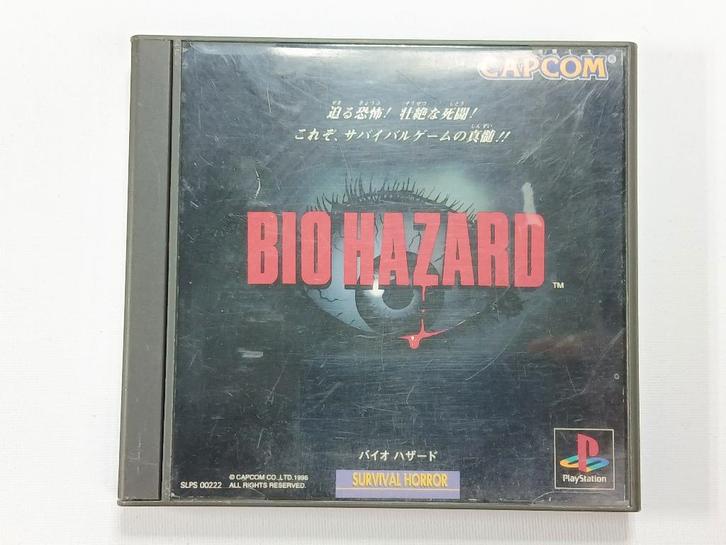 CAPCOM®
迫る恐怖! 壮絶な死闘!
これぞ、サバイバルゲームの真髄!!
BIO HAZARD™
バイオ ハザード
SURVIVAL HORROR
© CAPCOM CO.,LTD.1996
SLPS 00222 ALL RIGHTS RESERVED.
PlayStation